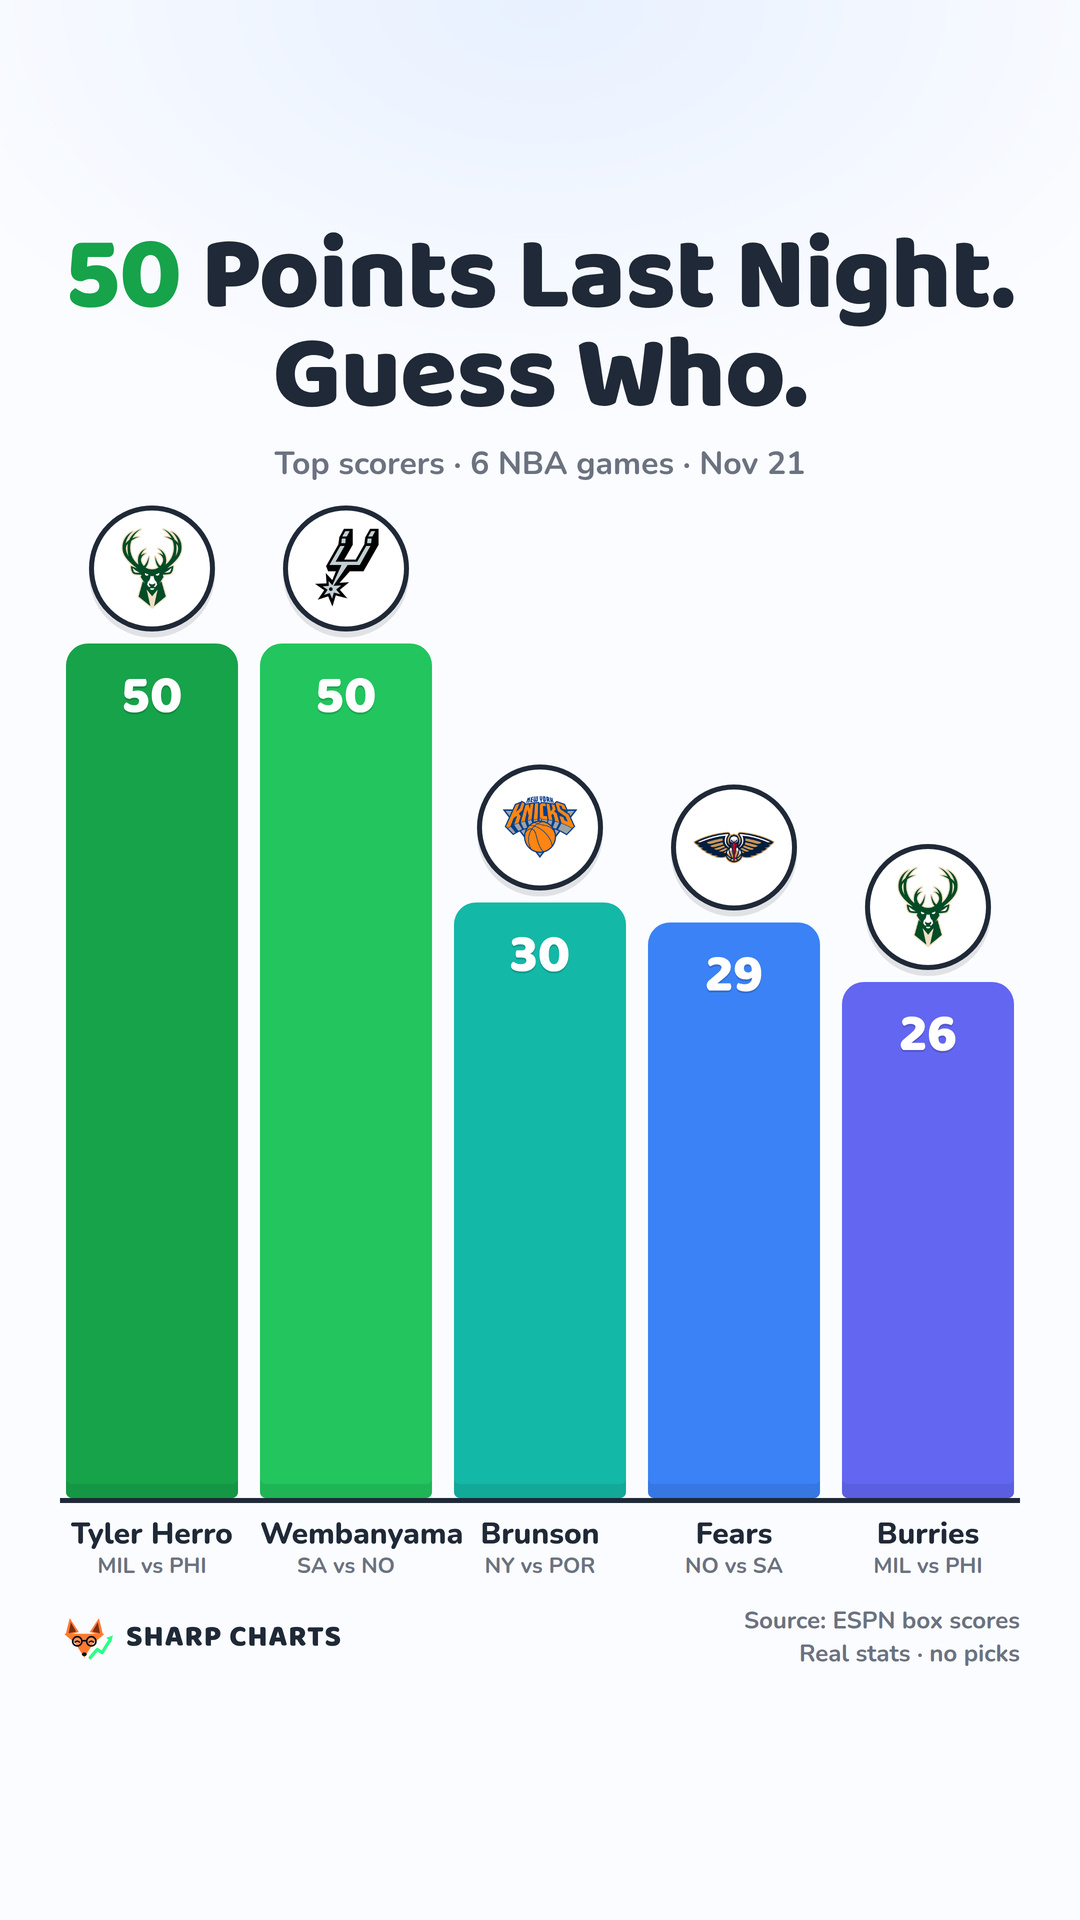 50 Points Last Night.
Guess Who.
Top scorers · 6 NBA games · Nov 21
50
50
NEW YORK
KNICKS
30
29
26
Tyler Herro
Wembanyama
Brunson
Fears
Burries
MIL vs PHI
SA vs NO
NY vs POR
NO vs SA
MIL vs PHI
SHARP CHARTS
Source: ESPN box scores
Real stats · no picks